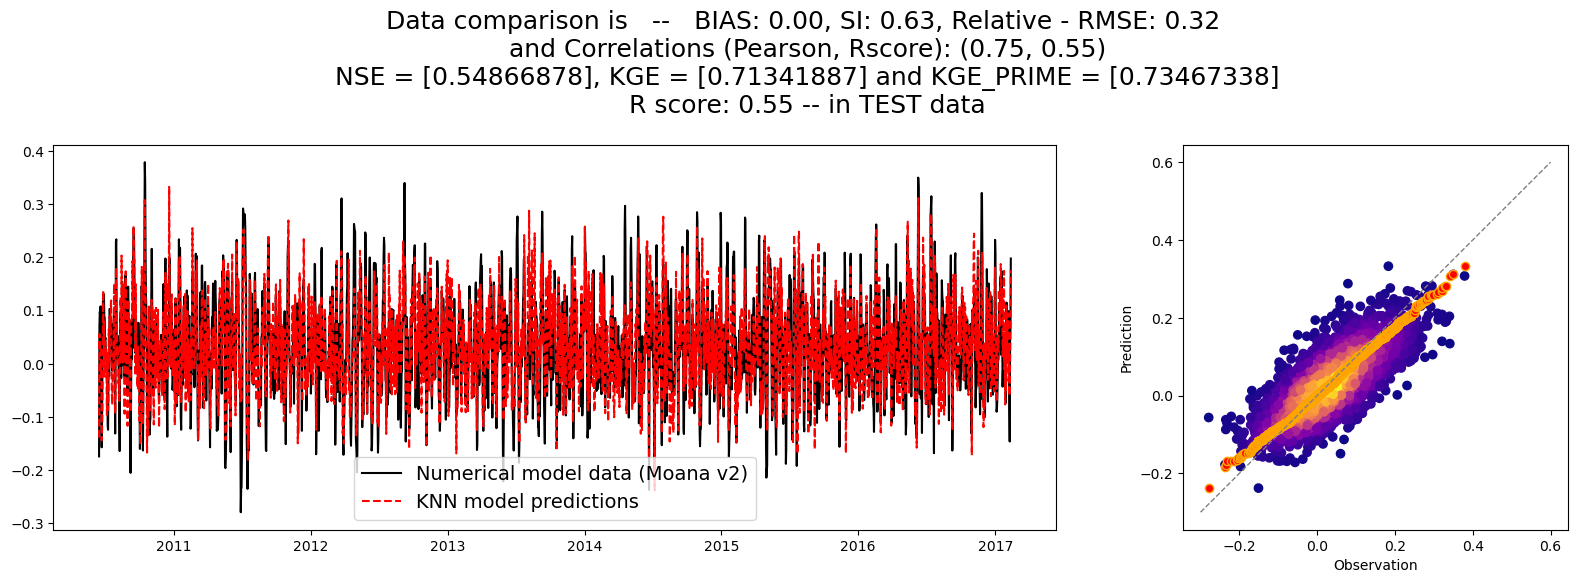 Data comparison is -- BIAS: 0.00, SI: 0.63, Relative - RMSE: 0.32
and Correlations (Pearson, Rscore): (0.75, 0.55)
NSE = [0.54866878], KGE = [0.71341887] and KGE_PRIME = [0.73467338]
R score: 0.55 -- in TEST data
0.4
0.3
0.2
0.1
0.0
−0.1
−0.2
−0.3
2011 2012 2013 2014 2015 2016 2017
Numerical model data (Moana v2)
KNN model predictions
Prediction
0.6
0.4
0.2
0.0
−0.2
−0.2 0.0 0.2 0.4 0.6
Observation